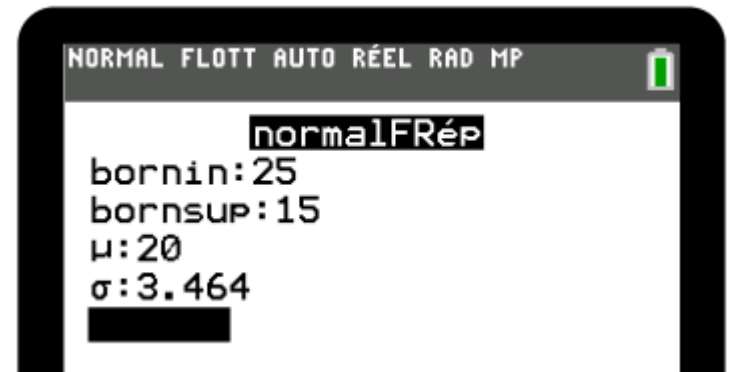 NORMAL FLOTT AUTO RÉEL RAD MP
normalFRép
bornin:25
bornsup:15
μ:20
σ:3.464